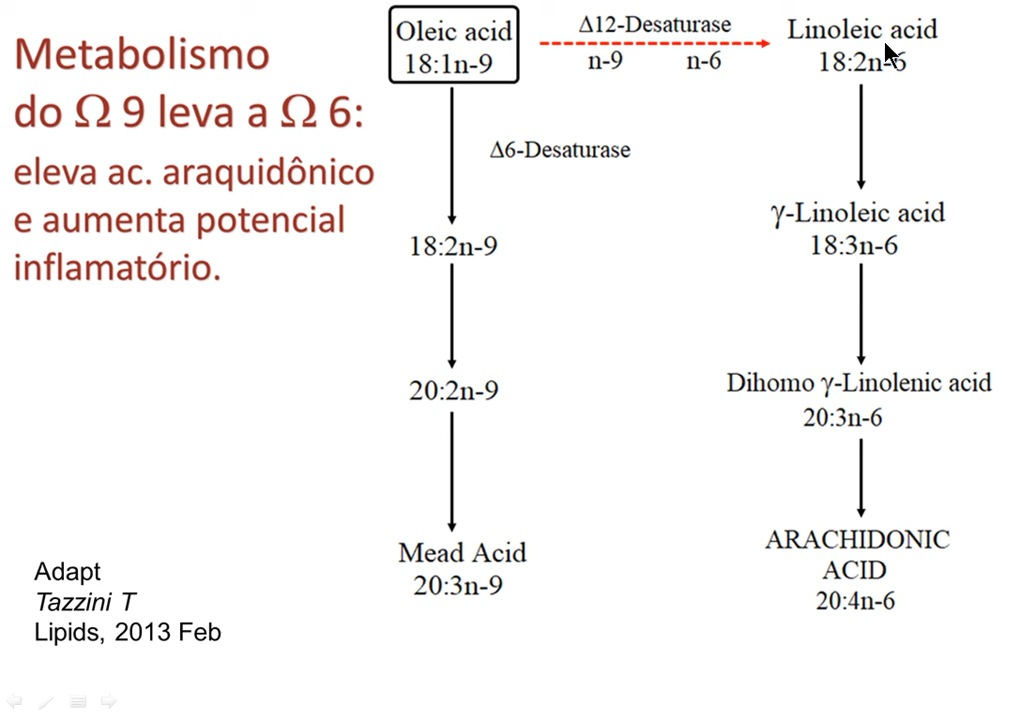 Metabolismo
do Ω 9 leva a Ω 6:
eleva ac. araquidônico
e aumenta potencial
inflamatório.
Oleic acid
18:1n-9
Δ12-Desaturase
n-9 n-6
Linoleic acid
18:2n-6
Δ6-Desaturase
18:2n-9
γ-Linoleic acid
18:3n-6
20:2n-9
Dihomo γ-Linolenic acid
20:3n-6
Mead Acid
20:3n-9
ARACHIDONIC
ACID
20:4n-6
Adapt
Tazzini T
Lipids, 2013 Feb